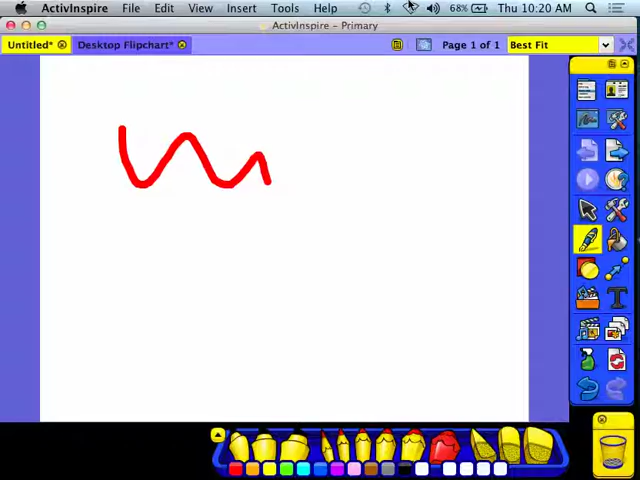 ActivInspire File Edit View Insert Tools Help 68% Thu 10:20 AM
ActivInspire - Primary
Untitled* Desktop Flipchart* Page 1 of 1 Best Fit
T